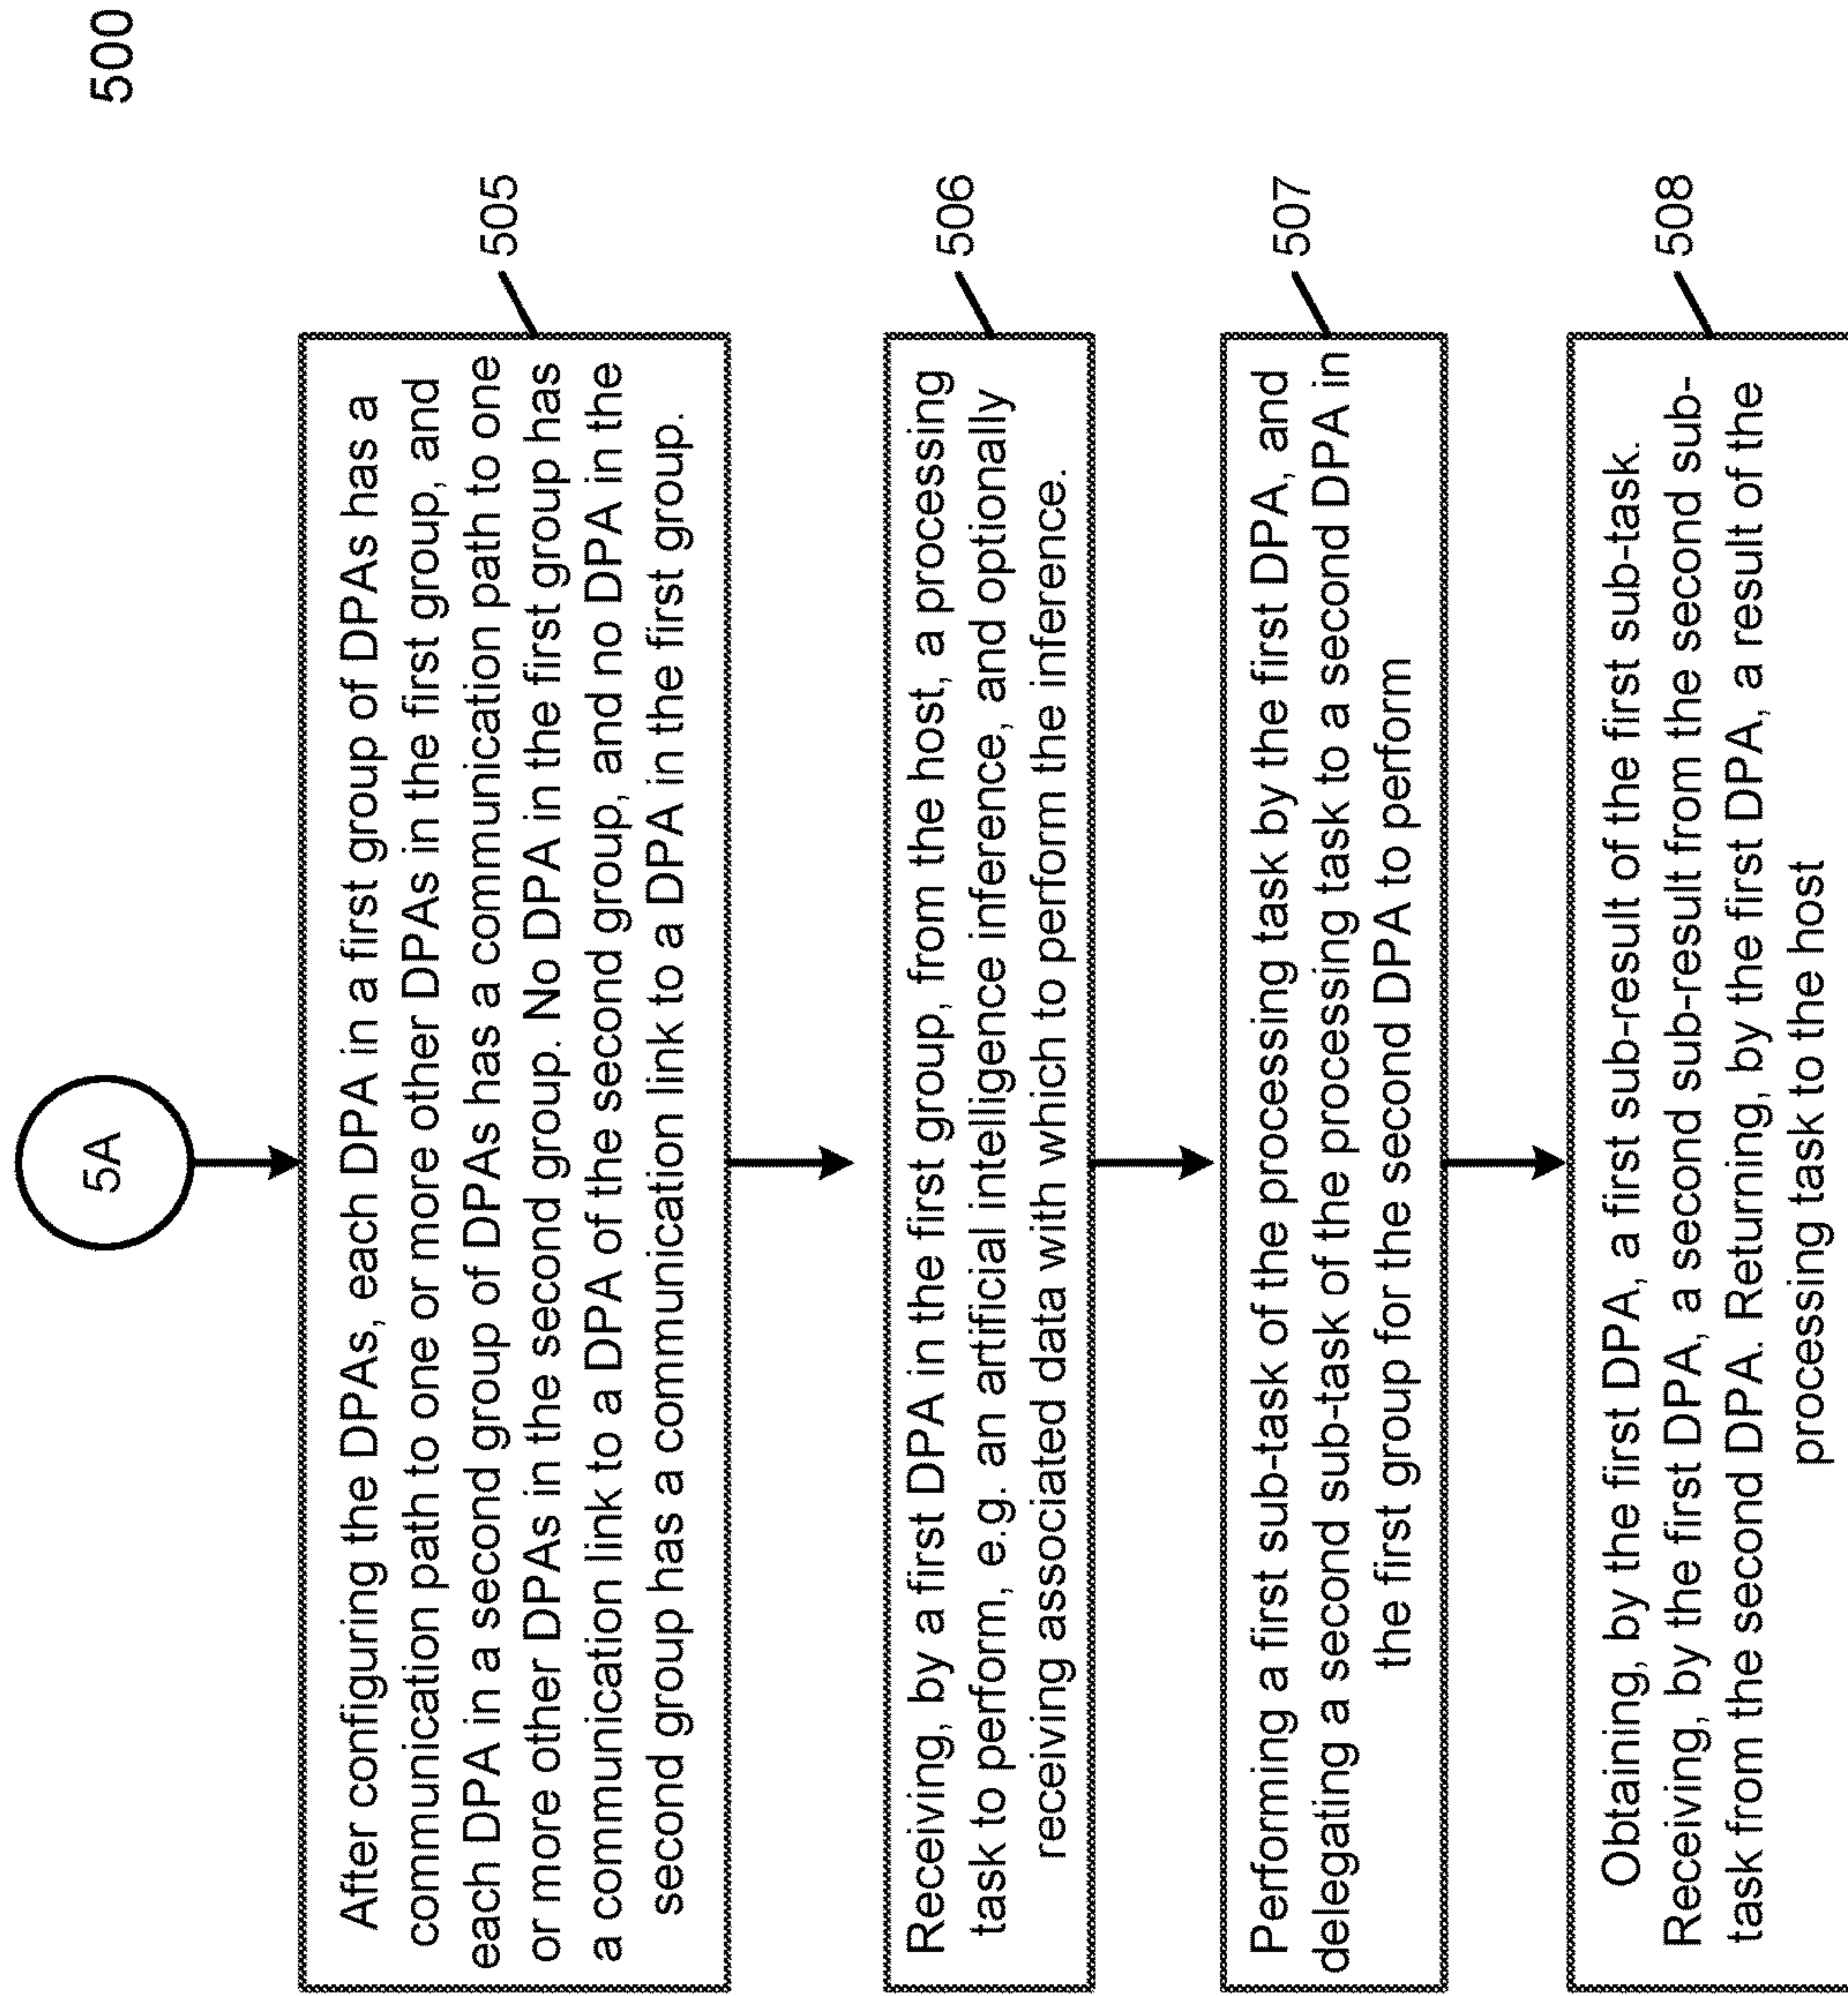 500
5A
After configuring the DPAs, each DPA in a first group of DPAs has a
communication path to one or more other DPAs in the first group, and
each DPA in a second group of DPAs has a communication path to one
or more other DPAs in the second group. No DPA in the first group has
a communication link to a DPA of the second group, and no DPA in the
second group has a communication link to a DPA in the first group.
505
Receiving, by a first DPA in the first group, from the host, a processing
task to perform, e.g. an artificial intelligence inference, and optionally
receiving associated data with which to perform the inference.
506
Performing a first sub-task of the processing task by the first DPA, and
delegating a second sub-task of the processing task to a second DPA in
the first group for the second DPA to perform
507
Obtaining, by the first DPA, a first sub-result of the first sub-task.
Receiving, by the first DPA, a second sub-result from the second sub-
task from the second DPA. Returning, by the first DPA, a result of the
processing task to the host
508